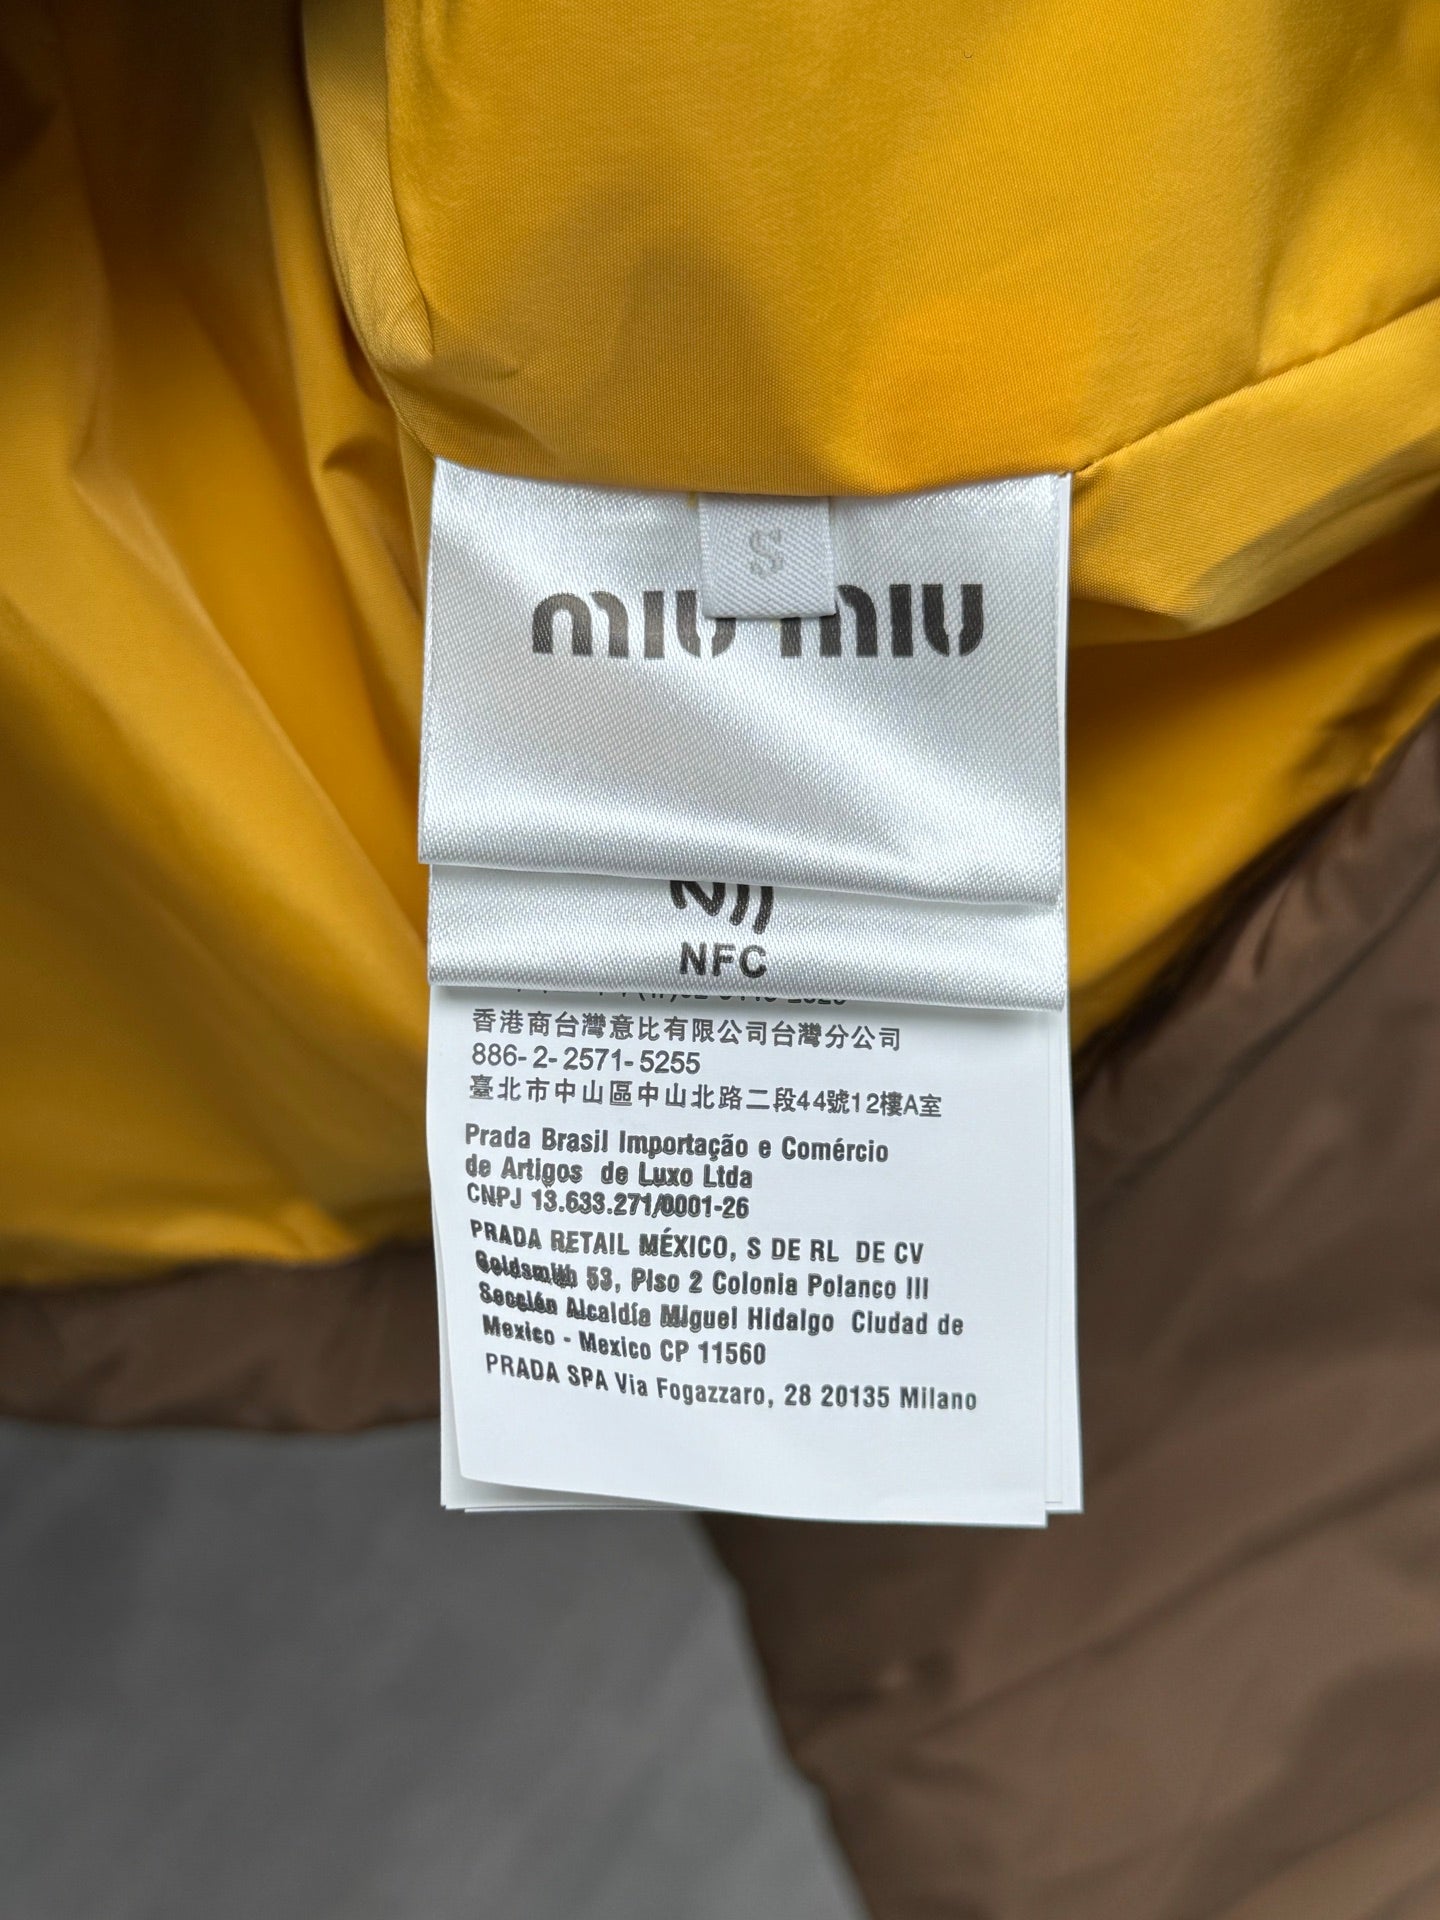 S
miu miu
NFC
香港商台灣意比有限公司台灣分公司
886-2-2571-5255
臺北市中山區中山北路二段44號12樓A室
Prada Brasil Importação e Comércio
de Artigos de Luxo Ltda
CNPJ 13.633.271/0001-26
PRADA RETAIL MÉXICO, S DE RL DE CV
Goldsmith 53, Piso 2 Colonia Polanco III
Sección Alcaldía Miguel Hidalgo Ciudad de
Mexico - Mexico CP 11560
PRADA SPA Via Fogazzaro, 28 20135 Milano